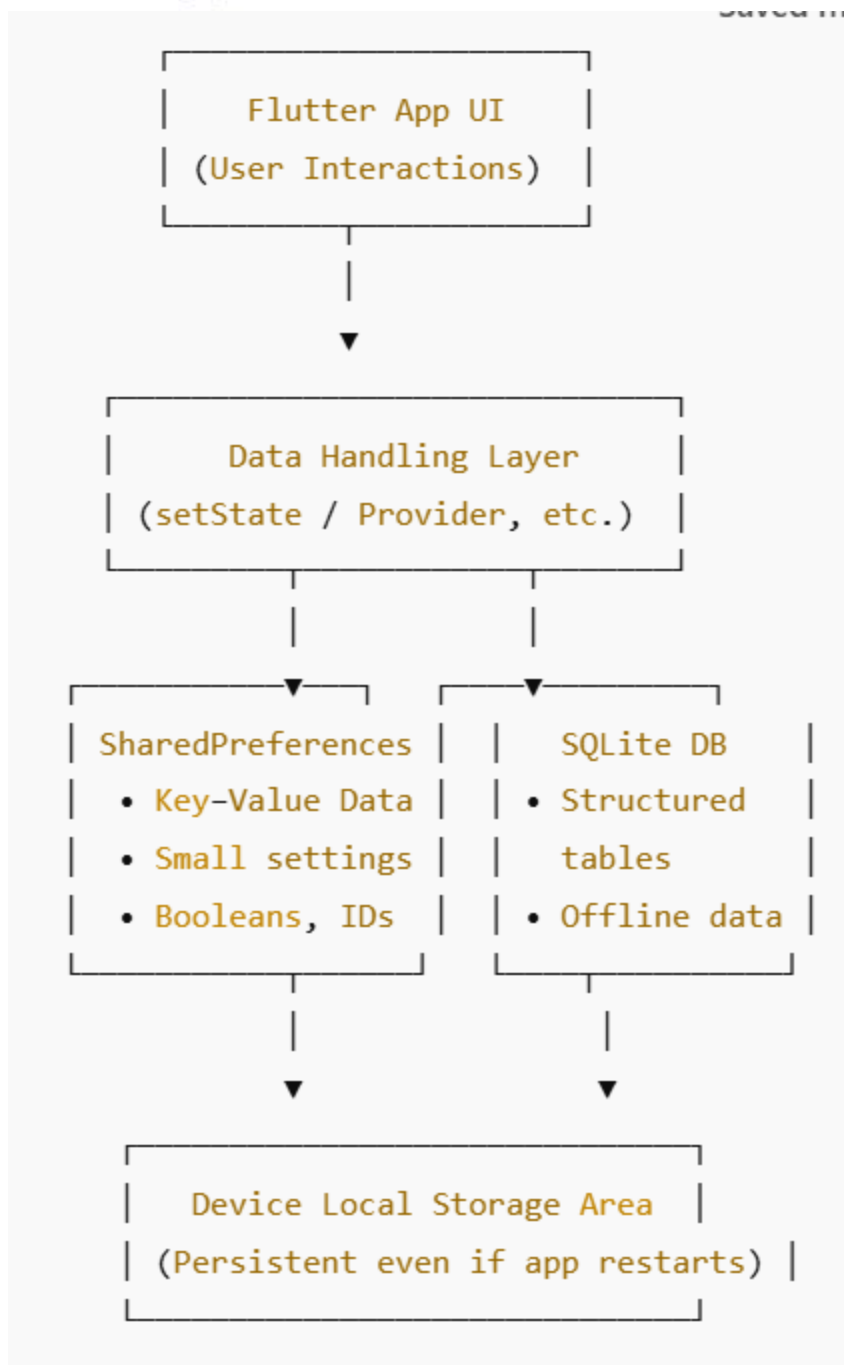 Saved m
Flutter App UI
(User Interactions)
Data Handling Layer
(setState / Provider, etc.)
SharedPreferences
• Key–Value Data
• Small settings
• Booleans, IDs
SQLite DB
• Structured
tables
• Offline data
Device Local Storage Area
(Persistent even if app restarts)